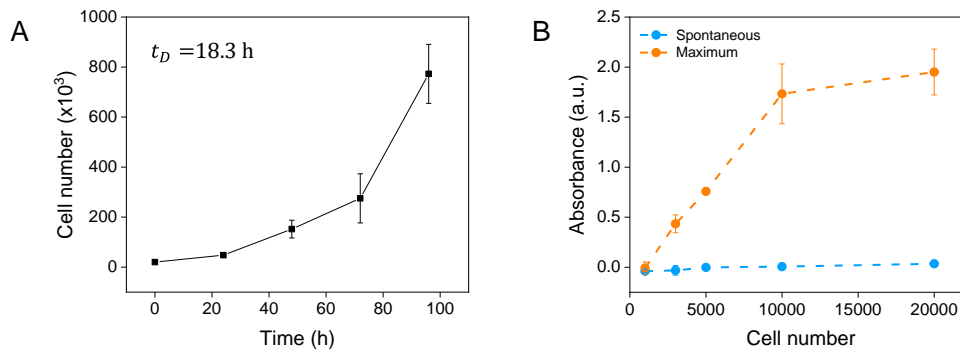 A
1000
800
600
400
200
0
Cell number (x10³)
t_D =18.3 h
0 20 40 60 80 100
Time (h)
B
2.5
2.0
1.5
1.0
0.5
0.0
Absorbance (a.u.)
Spontaneous
Maximum
0 5000 10000 15000 20000
Cell number